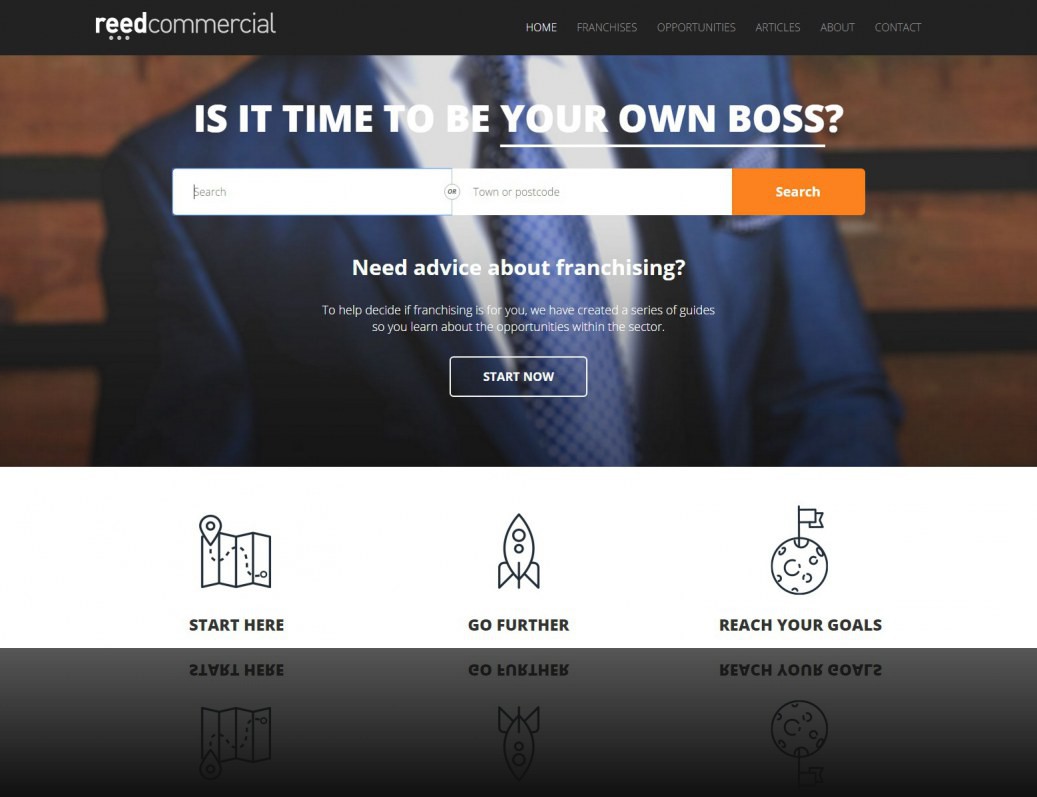 reedcommercial
HOME FRANCHISES OPPORTUNITIES ARTICLES ABOUT CONTACT
IS IT TIME TO BE YOUR OWN BOSS?
Search OR Town or postcode Search
Need advice about franchising?
To help decide if franchising is for you, we have created a series of guides
so you learn about the opportunities within the sector.
START NOW
START HERE GO FURTHER REACH YOUR GOALS
START HERE GO FURTHER REACH YOUR GOALS